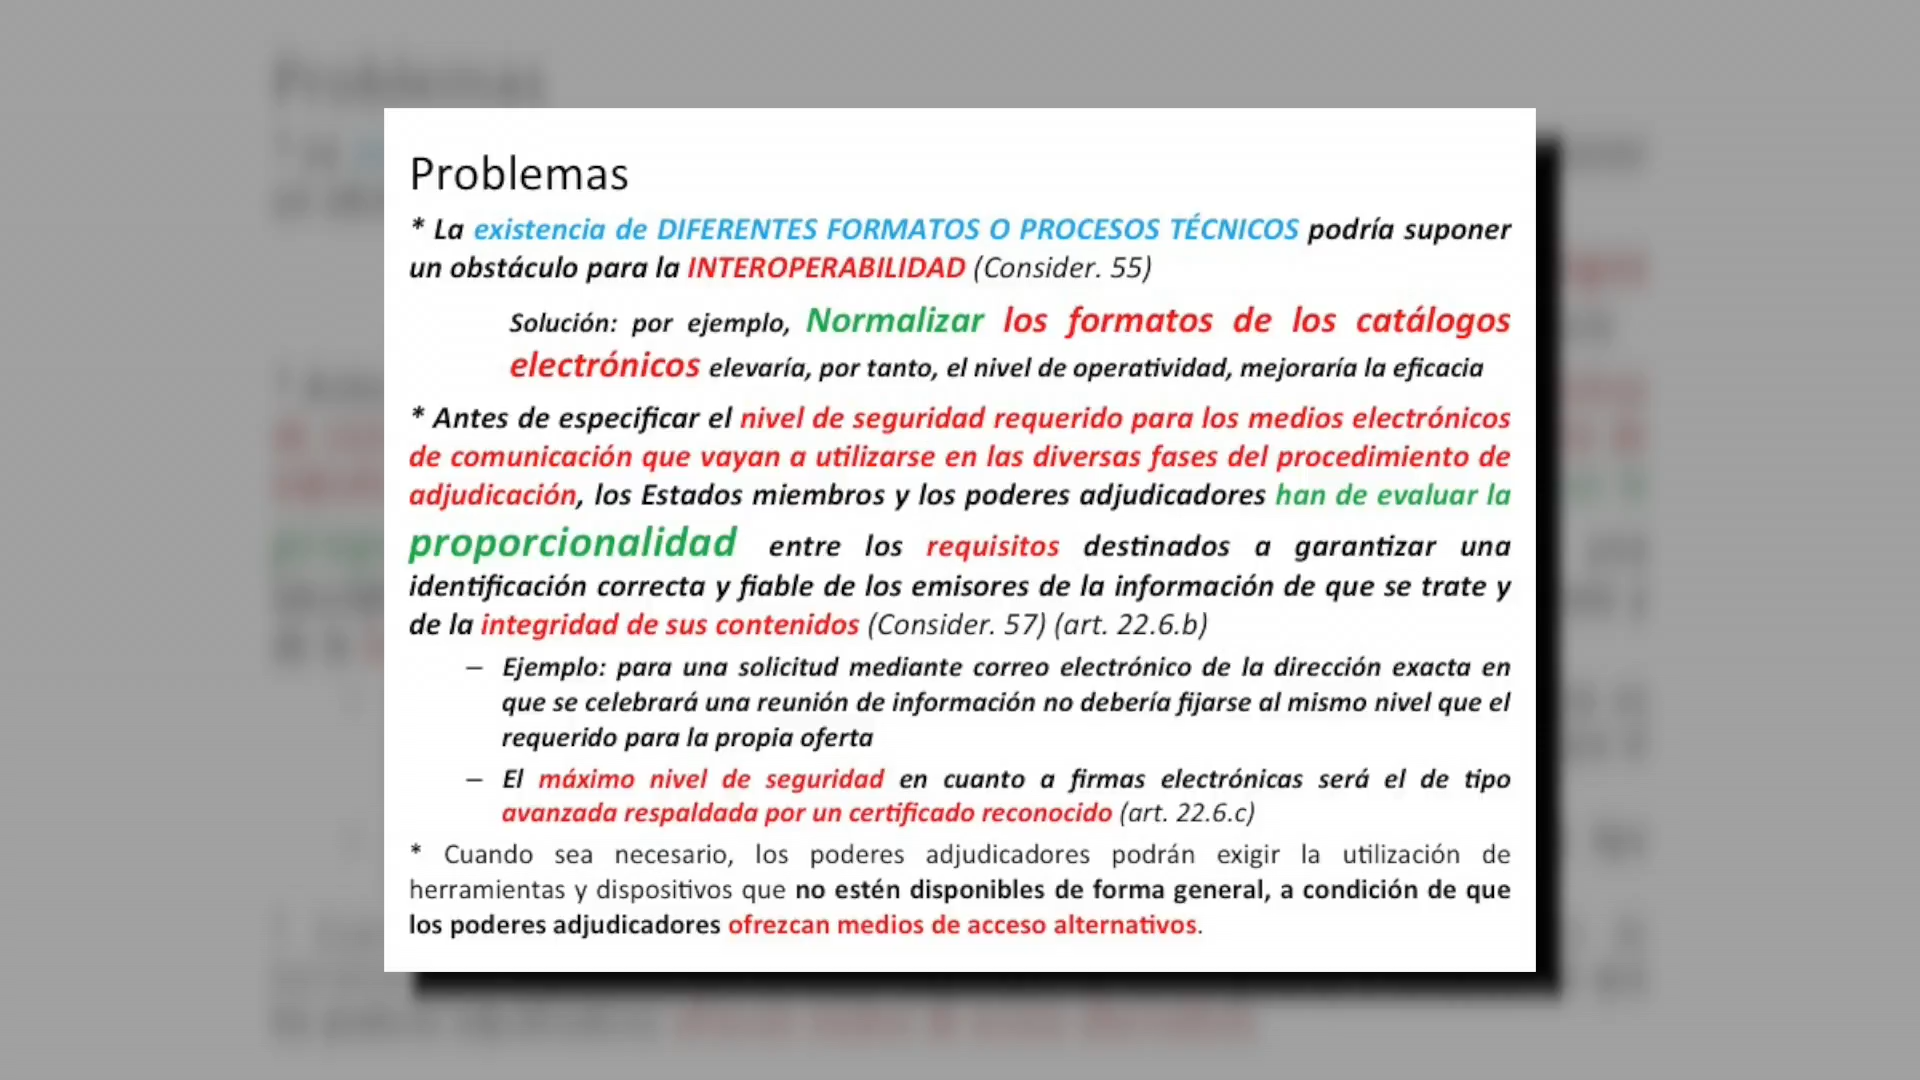 Problemas
* La existencia de DIFERENTES FORMATOS O PROCESOS TÉCNICOS podría suponer
un obstáculo para la INTEROPERABILIDAD (Consider. 55)
Solución: por ejemplo, Normalizar los formatos de los catálogos
electrónicos elevaría, por tanto, el nivel de operatividad, mejoraría la eficacia
* Antes de especificar el nivel de seguridad requerido para los medios electrónicos
de comunicación que vayan a utilizarse en las diversas fases del procedimiento de
adjudicación, los Estados miembros y los poderes adjudicadores han de evaluar la
proporcionalidad entre los requisitos destinados a garantizar una
identificación correcta y fiable de los emisores de la información de que se trate y
de la integridad de sus contenidos (Consider. 57) (art. 22.6.b)
– Ejemplo: para una solicitud mediante correo electrónico de la dirección exacta en
que se celebrará una reunión de información no debería fijarse al mismo nivel que el
requerido para la propia oferta
– El máximo nivel de seguridad en cuanto a firmas electrónicas será el de tipo
avanzada respaldada por un certificado reconocido (art. 22.6.c)
* Cuando sea necesario, los poderes adjudicadores podrán exigir la utilización de
herramientas y dispositivos que no estén disponibles de forma general, a condición de que
los poderes adjudicadores ofrezcan medios de acceso alternativos.